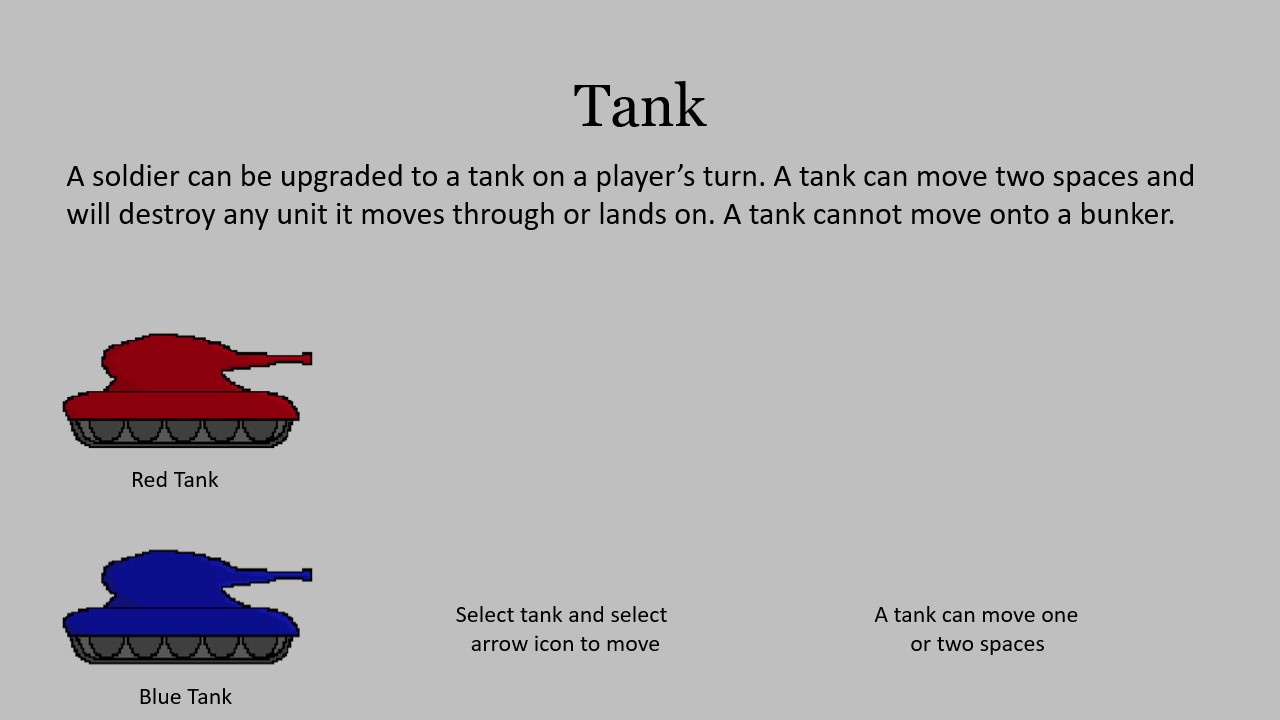 Tank
A soldier can be upgraded to a tank on a player’s turn. A tank can move two spaces and
will destroy any unit it moves through or lands on. A tank cannot move onto a bunker.
Red Tank
Select tank and select
arrow icon to move
A tank can move one
or two spaces
Blue Tank